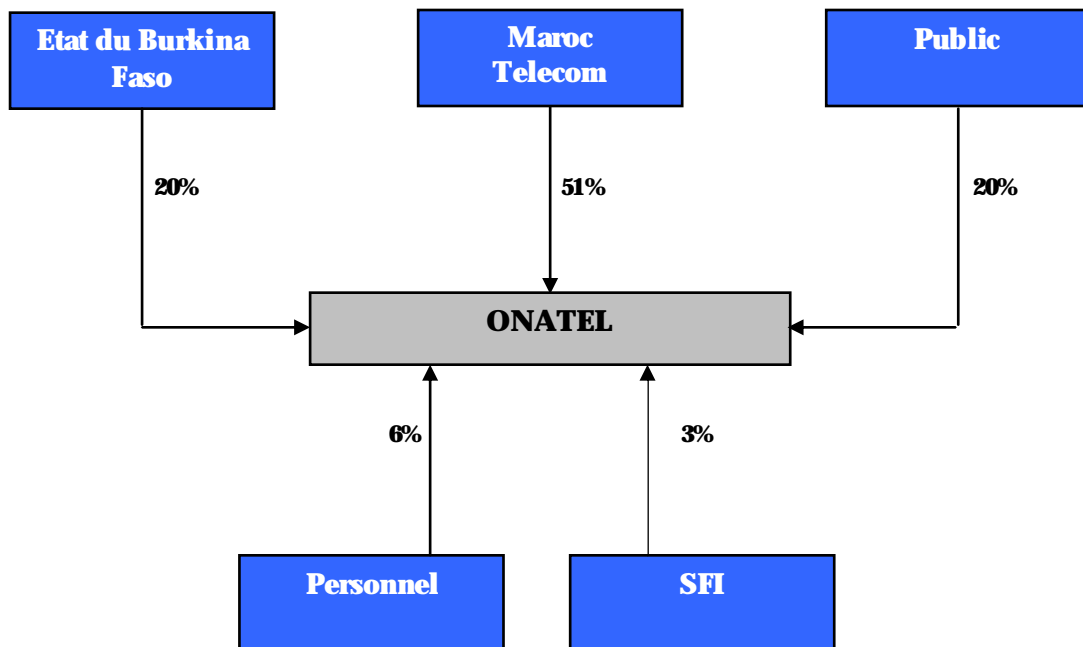 Etat du Burkina
Faso
Maroc
Telecom
Public
20%
51%
20%
ONATEL
6%
3%
Personnel
SFI